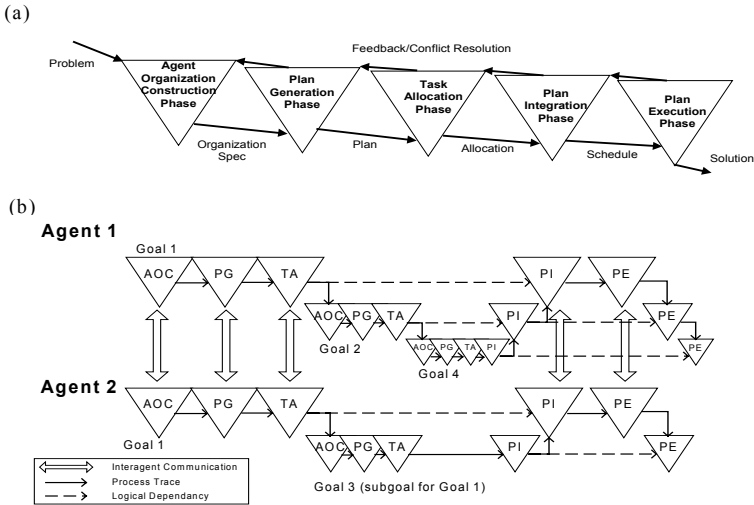 (a)
Problem
Feedback/Conflict Resolution
Agent
Organization
Construction
Phase
Plan
Generation
Phase
Task
Allocation
Phase
Plan
Integration
Phase
Plan
Execution
Phase
Organization
Spec
Plan
Allocation
Schedule
Solution
(b)
Agent 1
Goal 1
AOC PG TA PI PE
AOC PG TA PI PE
Goal 2
AOC PG TA PI PE
Goal 4
Agent 2
AOC PG TA PI PE
Goal 1
AOC PG TA PI PE
Goal 3 (subgoal for Goal 1)
Interagent Communication
Process Trace
Logical Dependancy